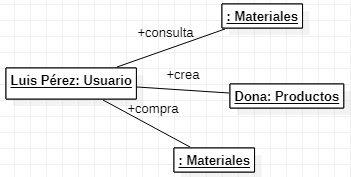 : Materiales
+consulta
+crea
Luis Pérez: Usuario
Dona: Productos
+compra
: Materiales